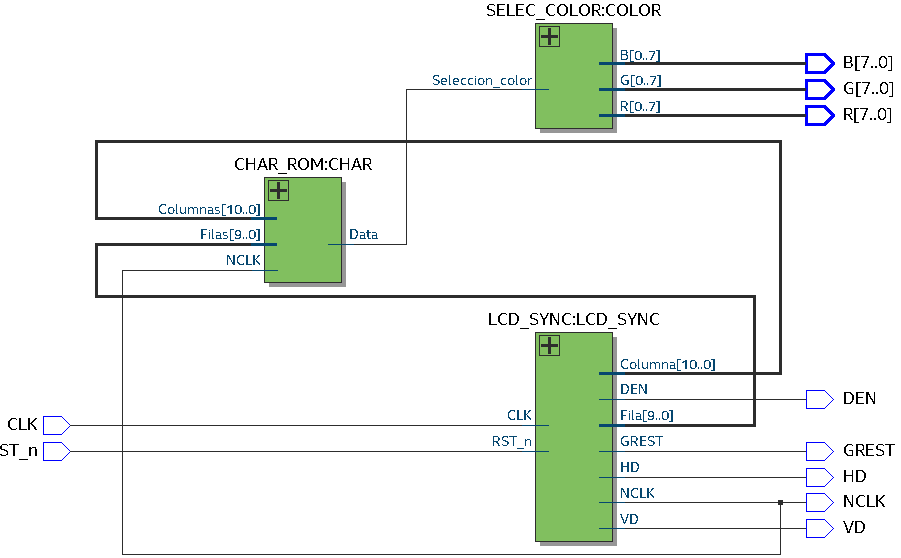 SELEC_COLOR:COLOR
B[0..7]
B[7..0]
Seleccion_color
G[0..7]
G[7..0]
R[0..7]
R[7..0]
CHAR_ROM:CHAR
Columnas[10..0]
Filas[9..0]
Data
NCLK
LCD_SYNC:LCD_SYNC
Columna[10..0]
DEN
DEN
CLK
CLK
Fila[9..0]
ST_n
RST_n
GREST
GREST
HD
HD
NCLK
NCLK
VD
VD